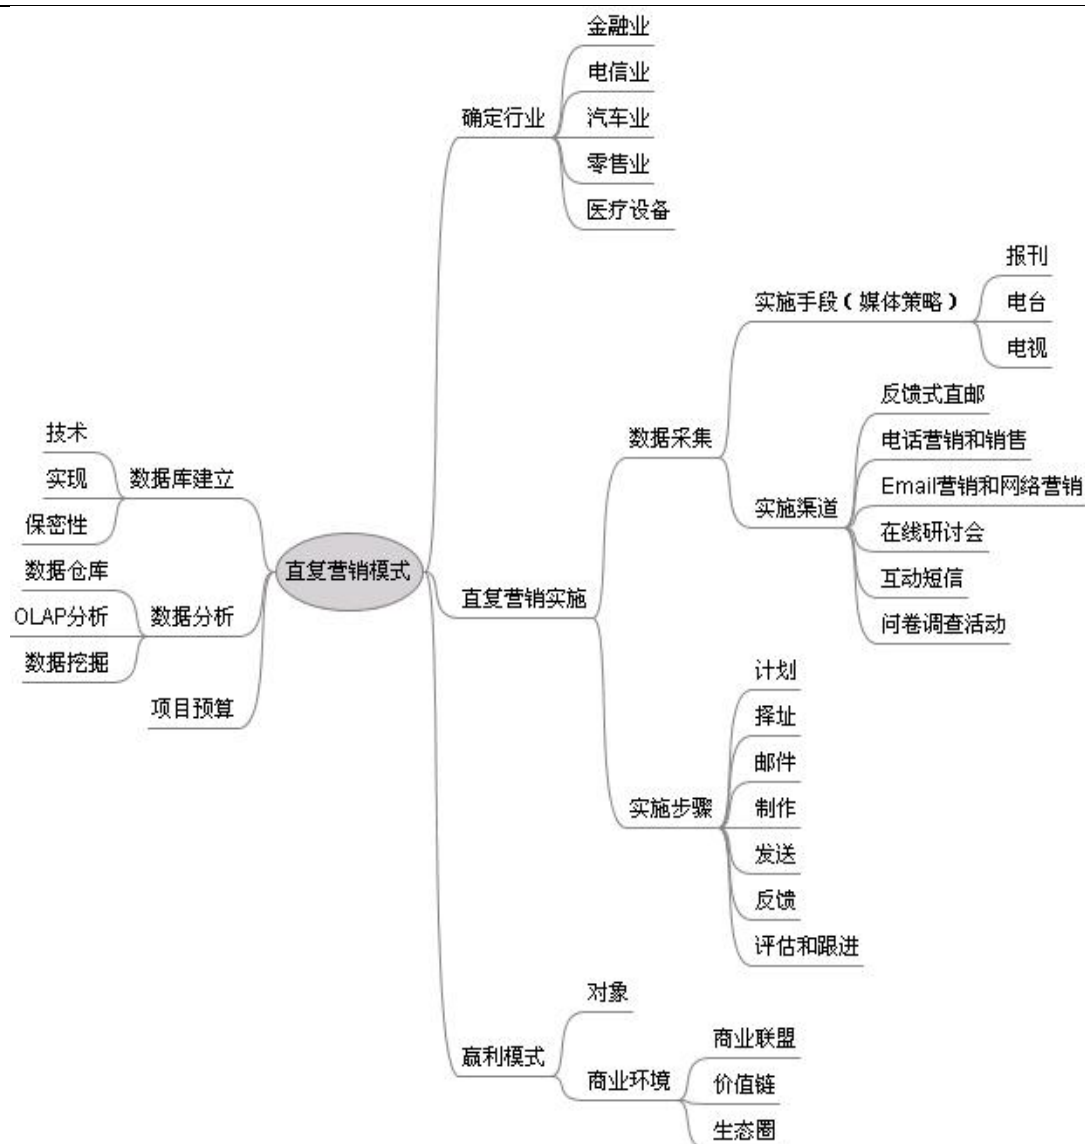 金融业
电信业
确定行业
汽车业
零售业
医疗设备
报刊
实施手段（媒体策略）
电台
电视
反馈式直邮
数据采集
电话营销和销售
Email营销和网络营销
实施渠道
在线研讨会
互动短信
问卷调查活动
技术
实现
数据库建立
保密性
数据仓库
OLAP分析
数据分析
数据挖掘
项目预算
直复营销模式
直复营销实施
计划
择址
邮件
实施步骤
制作
发送
反馈
评估和跟进
对象
赢利模式
商业环境
商业联盟
价值链
生态圈